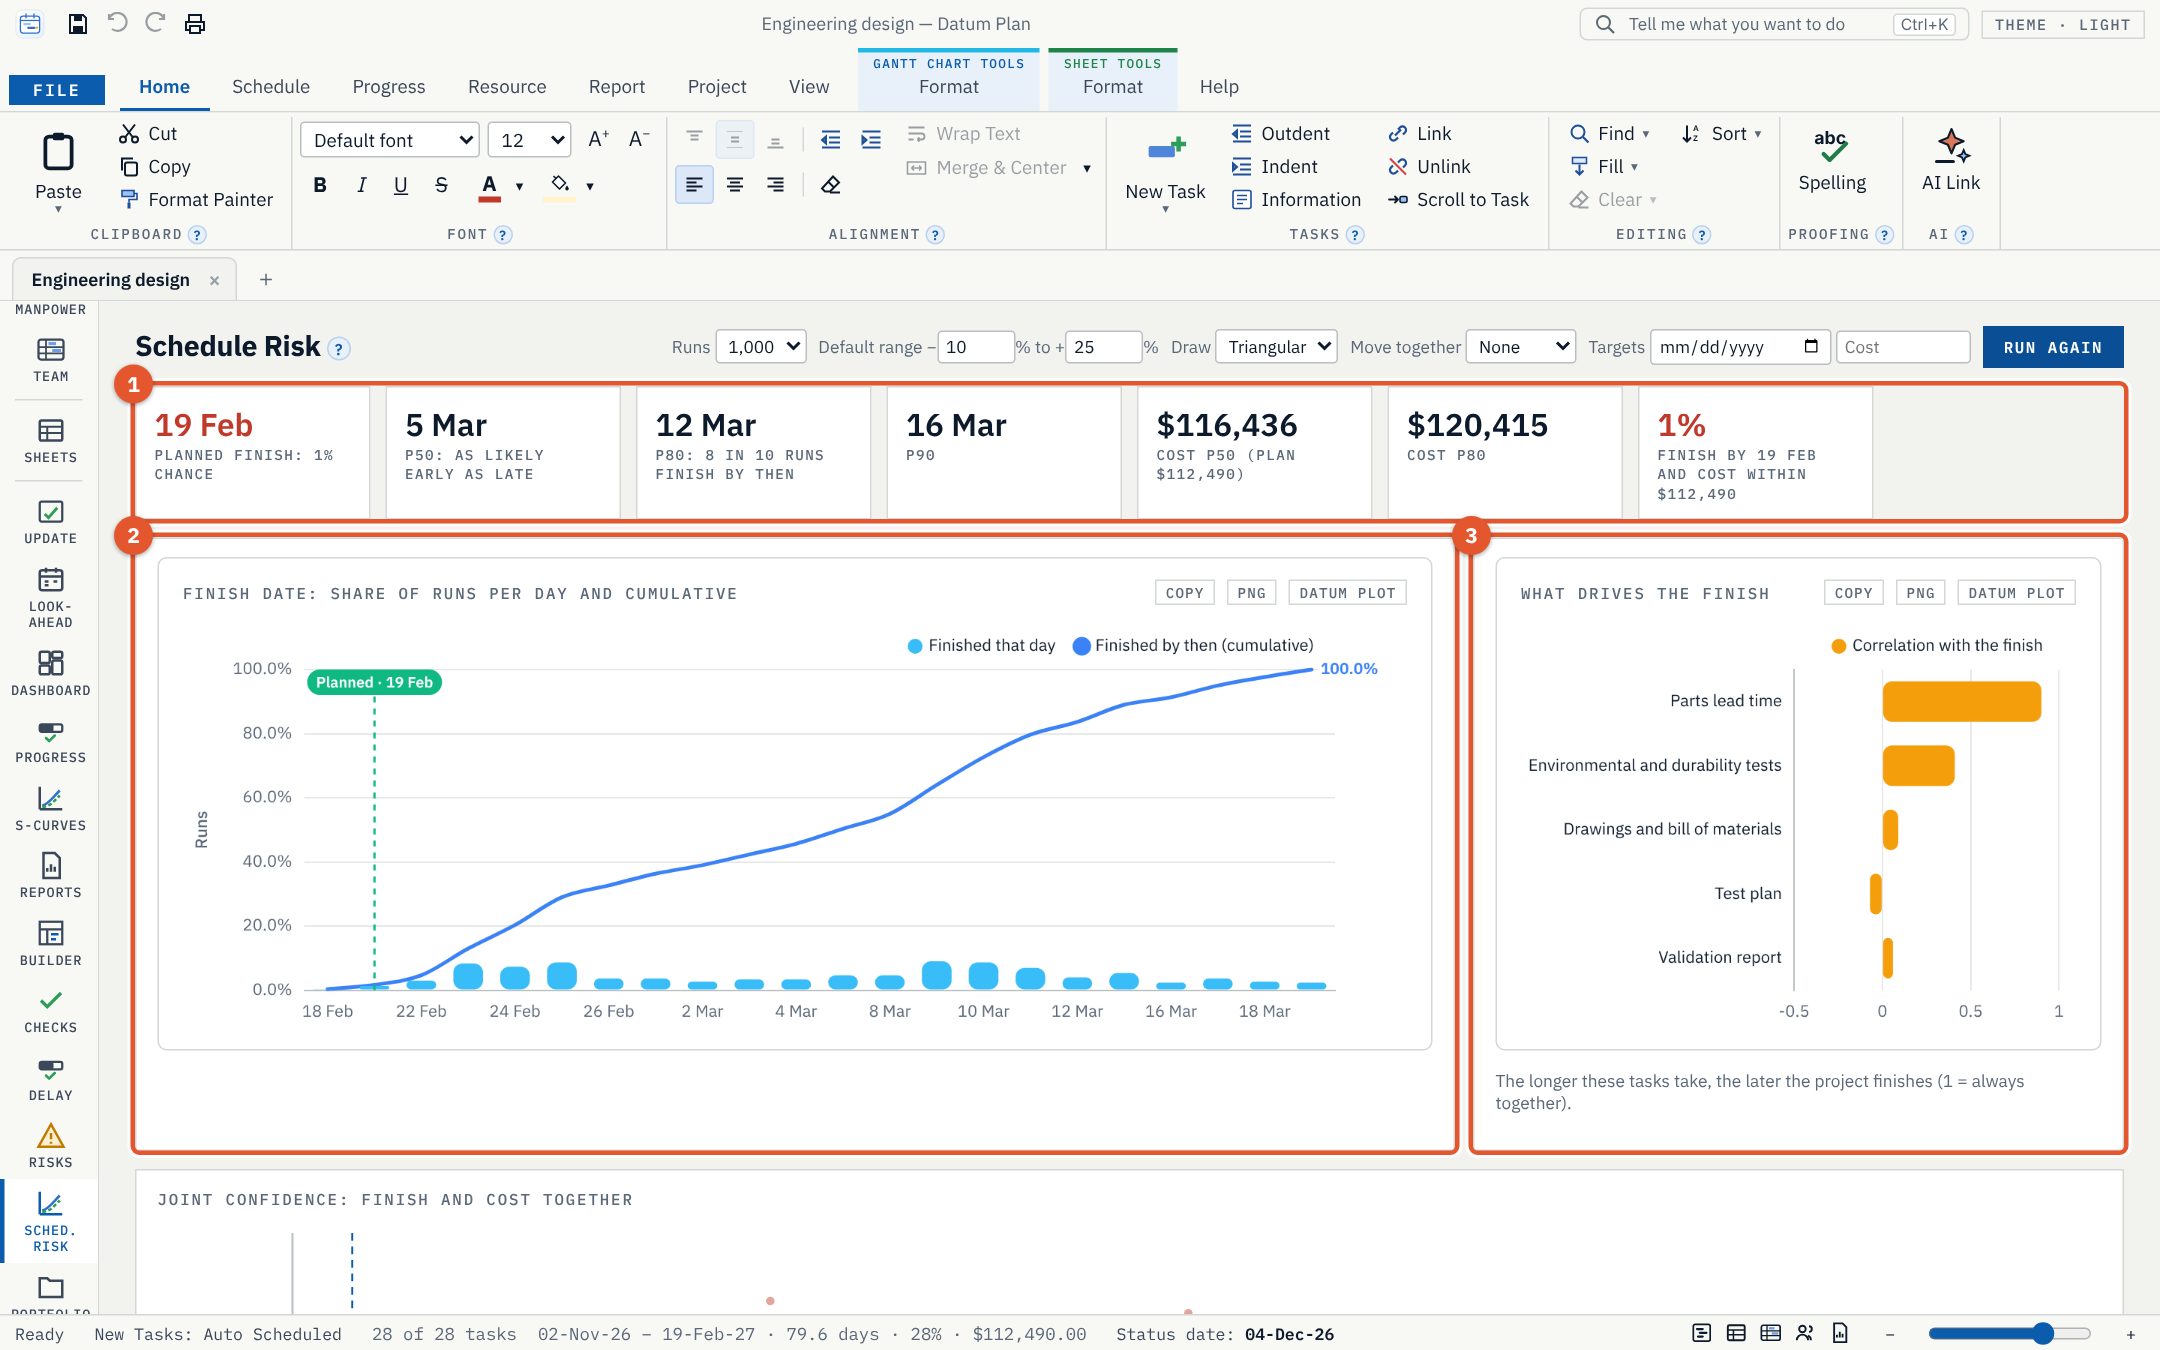 Engineering design — Datum Plan
Tell me what you want to do
Ctrl+K
THEME · LIGHT
GANTT CHART TOOLS
SHEET TOOLS
FILE
Home
Schedule
Progress
Resource
Report
Project
View
Format
Format
Help
Paste
Cut
Copy
Format Painter
CLIPBOARD ?
Default font
12
A+ A−
B I U S A
FONT ?
Wrap Text
Merge & Center
ALIGNMENT ?
New Task
Outdent
Indent
Information
Link
Unlink
Scroll to Task
TASKS ?
Find
Sort
Fill
Clear
EDITING ?
abc
Spelling
PROOFING ?
AI Link
AI ?
Engineering design × +
MANPOWER
TEAM
SHEETS
UPDATE
LOOK-
AHEAD
DASHBOARD
PROGRESS
S-CURVES
REPORTS
BUILDER
CHECKS
DELAY
RISKS
SCHED.
RISK
PORTFOLIO
Schedule Risk ?
Runs 1,000 Default range − 10 % to + 25 % Draw Triangular Move together None Targets mm/dd/yyyy Cost RUN AGAIN
1
19 Feb
PLANNED FINISH: 1%
CHANCE
5 Mar
P50: AS LIKELY
EARLY AS LATE
12 Mar
P80: 8 IN 10 RUNS
FINISH BY THEN
16 Mar
P90
$116,436
COST P50 (PLAN
$112,490)
$120,415
COST P80
1%
FINISH BY 19 FEB
AND COST WITHIN
$112,490
2
FINISH DATE: SHARE OF RUNS PER DAY AND CUMULATIVE
COPY PNG DATUM PLOT
Finished that day Finished by then (cumulative)
Planned · 19 Feb
100.0%
100.0%
80.0%
60.0%
40.0%
20.0%
0.0%
Runs
18 Feb 22 Feb 24 Feb 26 Feb 2 Mar 4 Mar 8 Mar 10 Mar 12 Mar 16 Mar 18 Mar
3
WHAT DRIVES THE FINISH
COPY PNG DATUM PLOT
Correlation with the finish
Parts lead time
Environmental and durability tests
Drawings and bill of materials
Test plan
Validation report
-0.5 0 0.5 1
The longer these tasks take, the later the project finishes (1 = always
together).
JOINT CONFIDENCE: FINISH AND COST TOGETHER
Ready New Tasks: Auto Scheduled 28 of 28 tasks 02-Nov-26 – 19-Feb-27 · 79.6 days · 28% · $112,490.00 Status date: 04-Dec-26
− +